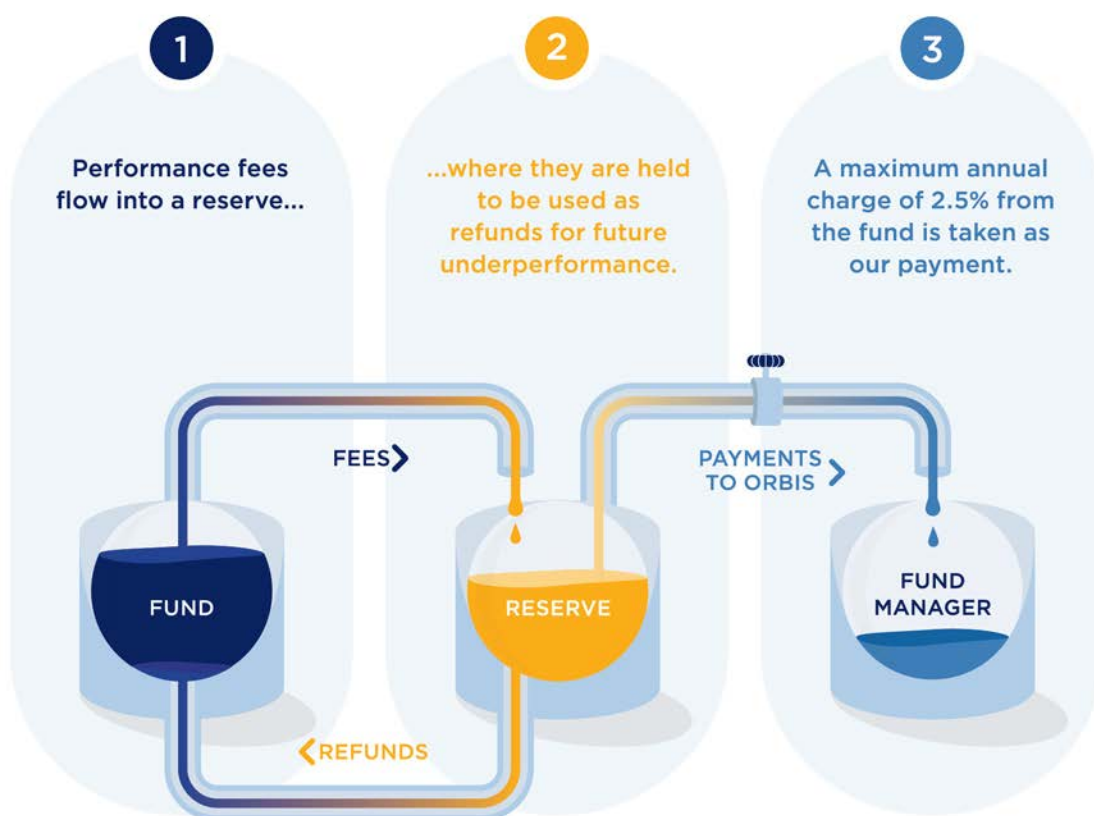 1
Performance fees
flow into a reserve...
2
...where they are held
to be used as
refunds for future
underperformance.
3
A maximum annual
charge of 2.5% from
the fund is taken as
our payment.
FEES
PAYMENTS
TO ORBIS
FUND
RESERVE
FUND
MANAGER
REFUNDS